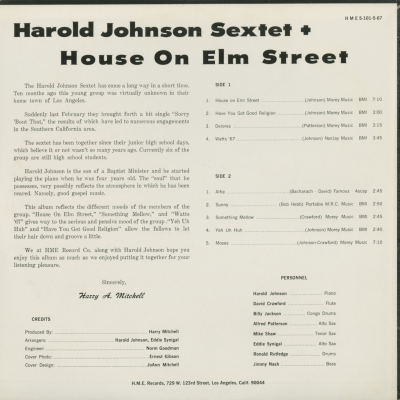 H M E S-101-S-67
Harold Johnson Sextet +
House On Elm Street
The Harold Johnson Sextet has come a long way in a short time.
Ten months ago this young group was virtually unknown in their
home town of Los Angeles.
Suddenly last February they brought forth a hit single "Sorry
'Bout That," the results of which have led to numerous engagements
in the Southern California area.
The sextet has been together since their junior high school days,
which believe it or not wasn't so many years ago. Currently six of the
group are still high school students.
Harold Johnson is the son of a Baptist Minister and he started
playing the piano when he was four years old. The "soul" that he
possesses, very possibly reflects the atmosphere in which he has been
reared. Namely, good gospel music.
This album reflects the different moods of the members of the
group. "House On Elm Street," "Something Mellow," and "Watts
'67" gives way to the serious and pensive mood of the group. "Yeh Uh
Huh" and "Have You Got Good Religion" allow the fellows to let
their hair down and groove a little.
We at HME Record Co. along with Harold Johnson hope you
enjoy this album as much as we enjoyed putting it together for your
listening pleasure.
Sincerely,
Harry A. Mitchell
CREDITS
Produced By: Harry Mitchell
Arrangers: Harold Johnson, Eddie Synigal
Engineer: Norm Goodman
Cover Photo: Ernest Gibson
Cover Design: JoAnn Mitchell
SIDE 1
1. House on Elm Street (Johnson) Morey Music BMI 7:10
2. Have You Got Good Religion (Johnson) Morey Music BMI 3:00
3. (Patterson) Morey Music BMI 3:15
4. Watts '67 (Johnson) Music BMI 3:45
SIDE 2
1. Alfie (Bacharach - David) Famous Ascap 2:45
2. Sunny (Bob Hebb) Portable M.R.C. Music BMI 2:56
3. Something Mellow (Crawford) Morey Music BMI 2:45
4. Yeh Uh Huh (Johnson) Morey Music BMI 2:45
5. Moses (Johnson-Crawford) Morey Music BMI 7:10
PERSONNEL
Harold Johnson Piano
David Crawford Flute
Billy Jackson Conga Drums
Alfred Patterson Alto Sax
Mike Shaw Tenor Sax
Eddie Synigal Alto Sax
Ronald Rutledge Drums
Jimmy Nash Bass
H.M.E. Records, 729 W. 123rd Street, Los Angeles, Calif. 90044